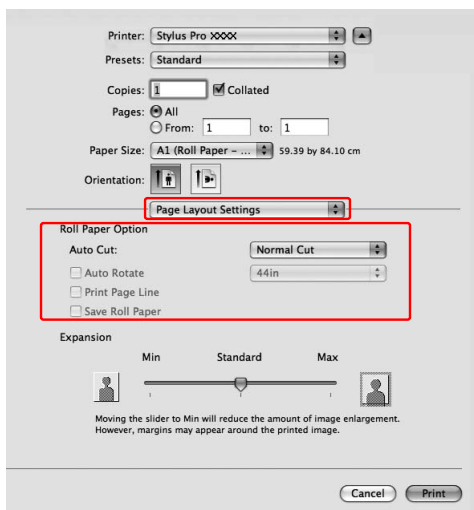 Printer: Stylus Pro XXXX
Presets: Standard
Copies: 1 Collated
Pages: All
From: 1 to: 1
Paper Size: A1 (Roll Paper – ... 59.39 by 84.10 cm
Orientation:
Page Layout Settings
Roll Paper Option
Auto Cut: Normal Cut
Auto Rotate 44in
Print Page Line
Save Roll Paper
Expansion
Min Standard Max
Moving the slider to Min will reduce the amount of image enlargement.
However, margins may appear around the printed image.
Cancel Print